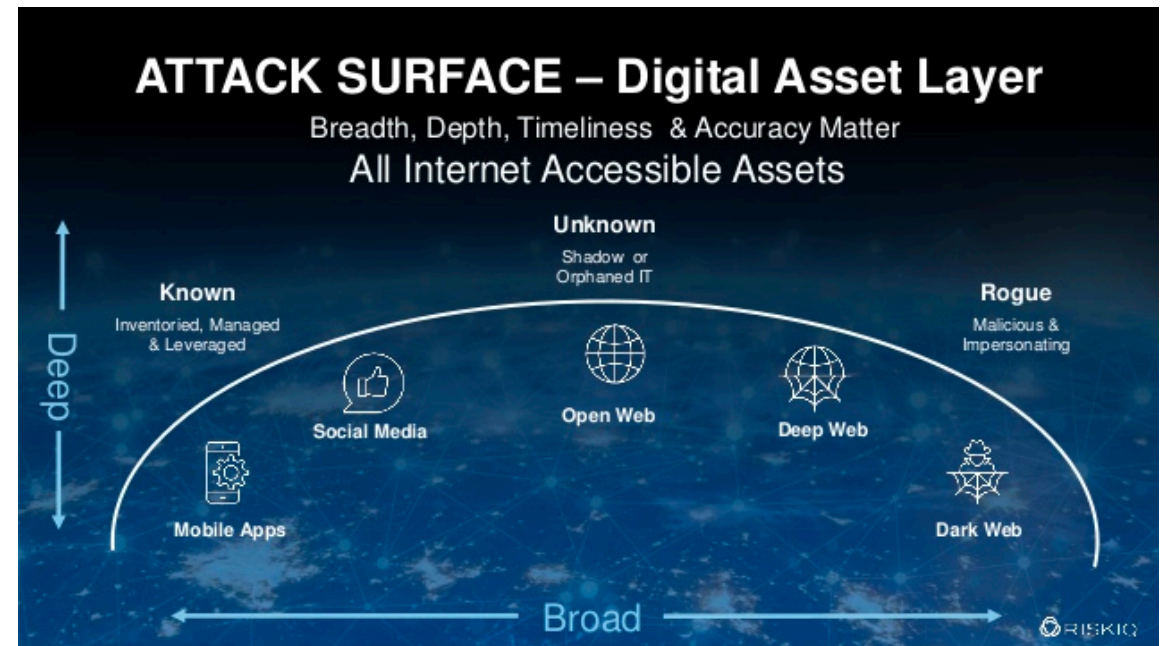 ATTACK SURFACE – Digital Asset Layer
Breadth, Depth, Timeliness & Accuracy Matter
All Internet Accessible Assets
Unknown
Shadow or
Orphaned IT
Known
Inventoried, Managed
& Leveraged
Rogue
Malicious &
Impersonating
Deep
Social Media
Open Web
Deep Web
Mobile Apps
Dark Web
Broad
RISKIQ